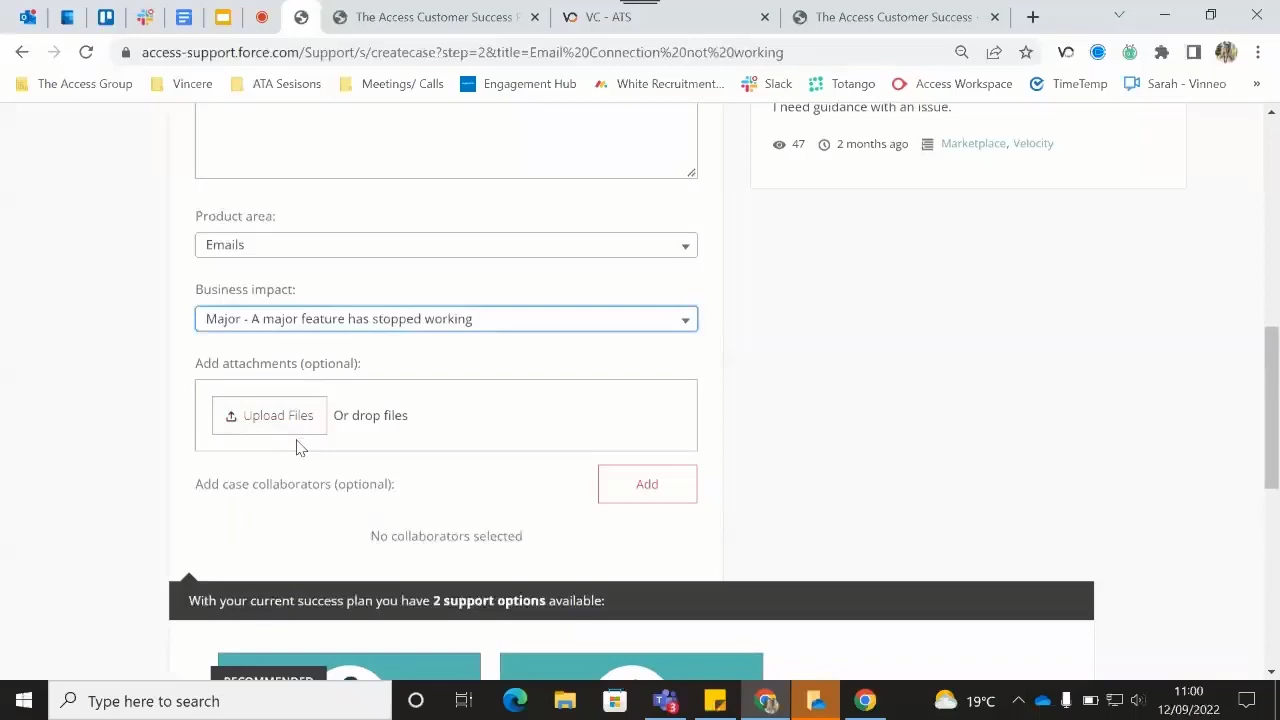 The Access Customer Success P
VC - ATS
The Access Customer Success
access-support.force.com/Support/s/createcase?step=2&title=Email%20Connection%20not%20working
The Access Group
Vincere
ATA Sesisons
Meetings/ Calls
Engagement Hub
White Recruitment...
Slack
Totango
Access Workspace
TimeTemp
Sarah - Vinneo
»
I need guidance with an issue.
47
2 months ago
Marketplace, Velocity
Product area:
Emails
Business impact:
Major - A major feature has stopped working
Add attachments (optional):
Upload Files
Or drop files
Add case collaborators (optional):
Add
No collaborators selected
With your current success plan you have 2 support options available:
RECOMMENDED
Type here to search
3
19°C
11:00
12/09/2022